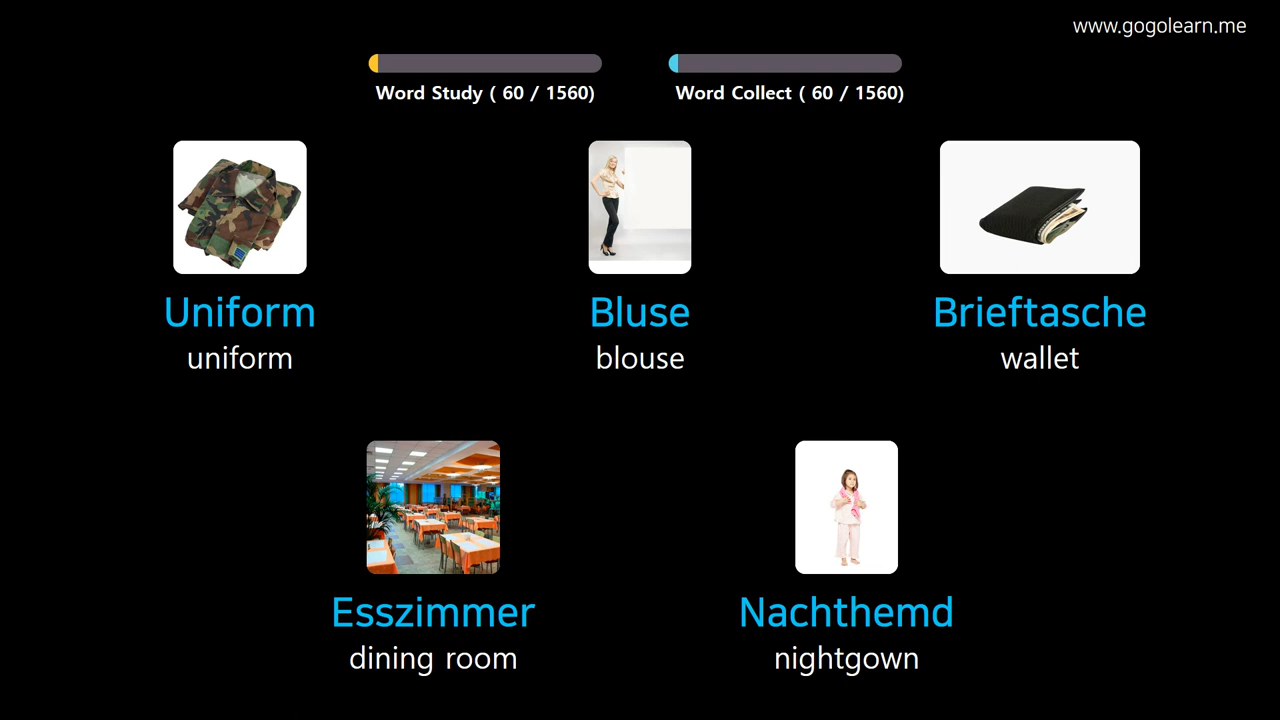 www.gogolearn.me
Word Study ( 60 / 1560)
Word Collect ( 60 / 1560)
Uniform
uniform
Bluse
blouse
Brieftasche
wallet
Esszimmer
dining room
Nachthemd
nightgown